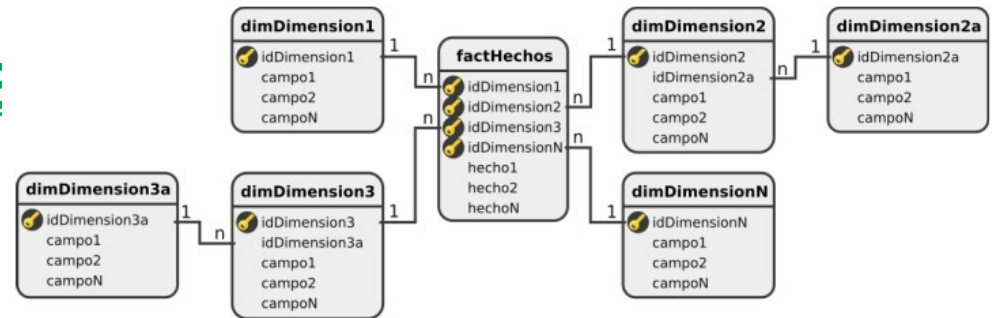 dimDimension1
idDimension1
campo1
campo2
campoN
1
n
factHechos
idDimension1
idDimension2
idDimension3
idDimensionN
hecho1
hecho2
hechoN
n
n
n
dimDimension2
idDimension2
idDimension2a
campo1
campo2
campoN
1
n
1
dimDimension2a
idDimension2a
campo1
campo2
campoN
dimDimension3a
idDimension3a
campo1
campo2
campoN
1
n
dimDimension3
idDimension3
idDimension3a
campo1
campo2
campoN
1
dimDimensionN
idDimensionN
campo1
campo2
campoN
1